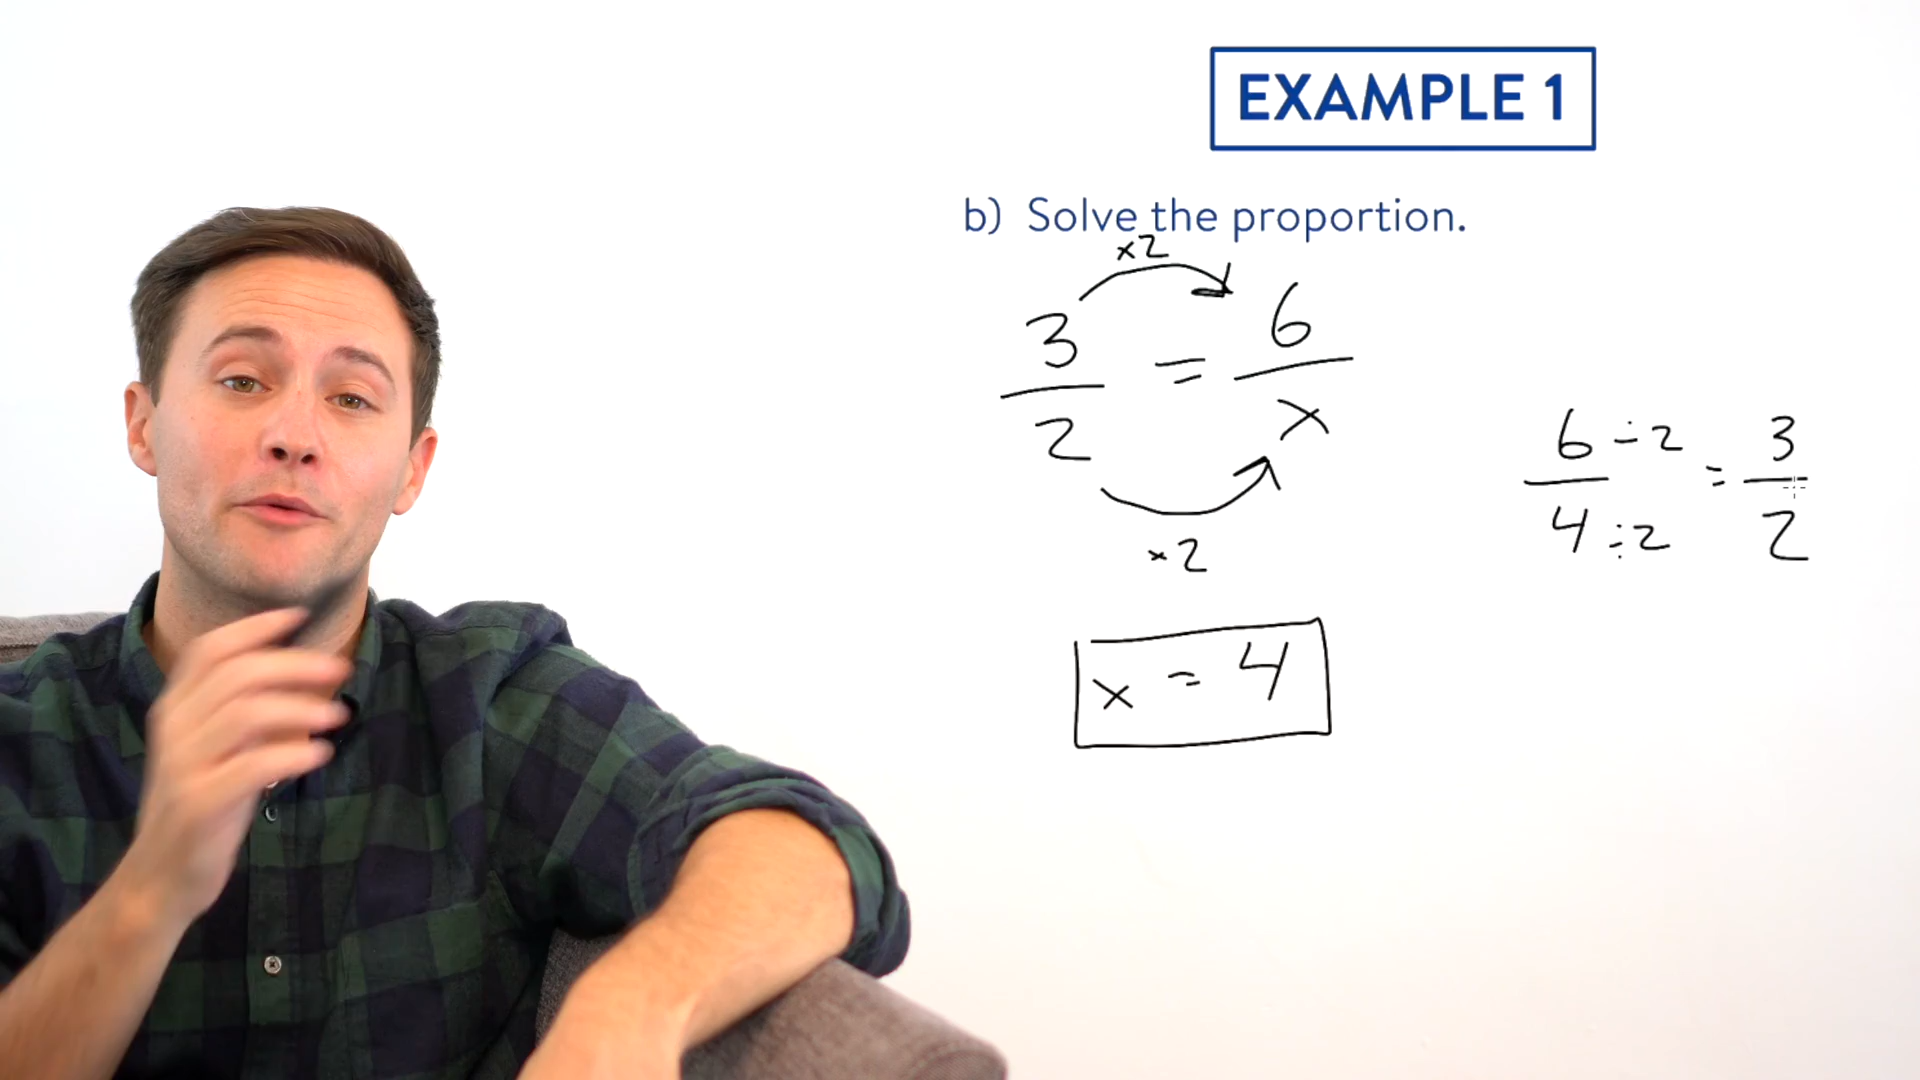 EXAMPLE 1
b) Solve the proportion.
×2
3/2 = 6/x
×2
6÷2/4÷2 = 3/2
x = 4